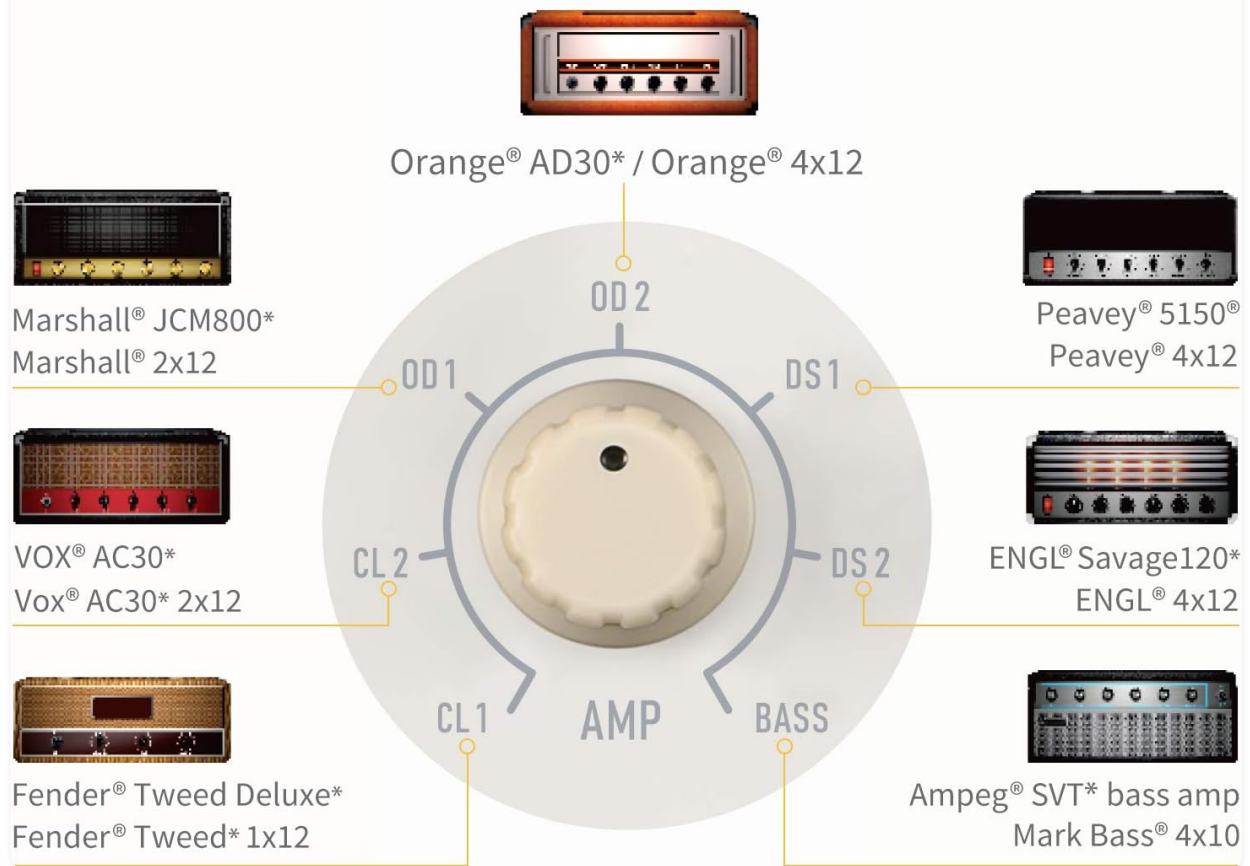 Orange® AD30* / Orange® 4x12
Marshall® JCM800*
Marshall® 2x12
Peavey® 5150®
Peavey® 4x12
OD 2
OD 1
DS 1
VOX® AC30*
Vox® AC30* 2x12
ENGL® Savage120*
ENGL® 4x12
CL 2
DS 2
CL 1
AMP
BASS
Fender® Tweed Deluxe*
Fender® Tweed* 1x12
Ampeg® SVT* bass amp
Mark Bass® 4x10